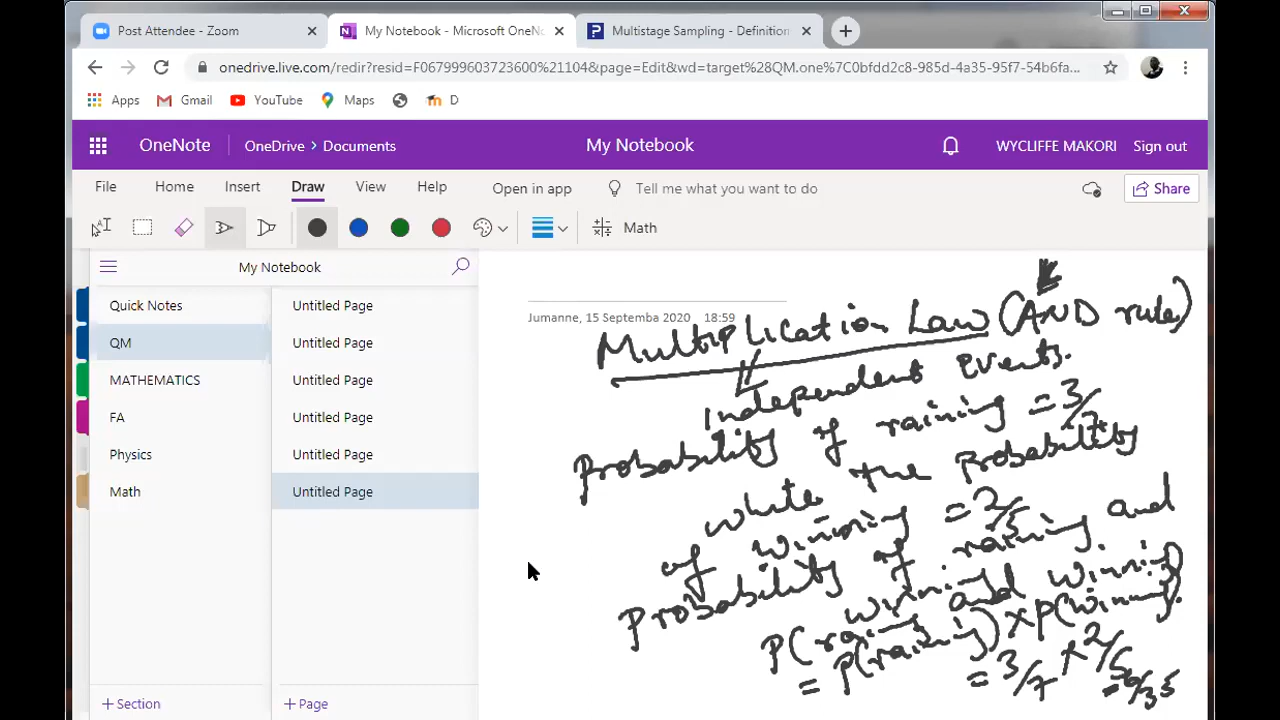 Post Attendee - Zoom
My Notebook - Microsoft OneNo
Multistage Sampling - Definition
onedrive.live.com/redir?resid=F067999603723600%21104&page=Edit&wd=target%28QM.one%7C0bfdd2c8-985d-4a35-95f7-54b6fa...
Apps Gmail YouTube Maps D
OneNote OneDrive > Documents My Notebook WYCLIFFE MAKORI Sign out
File Home Insert Draw View Help Open in app Tell me what you want to do Share
Math
My Notebook
Quick Notes
QM
MATHEMATICS
FA
Physics
Math
+ Section
Untitled Page
Untitled Page
Untitled Page
Untitled Page
Untitled Page
Untitled Page
+ Page
Jumanne, 15 Septemba 2020 18:59
Multiplication Law (AND rule)
Independent Events.
Probability of raining = 3/7
while the probability
of winning = 2/5
Probability of raining and
winning
P(raing and winning)
= P(raining) x P(winning).
= 3/7 x 2/5
= 6/35